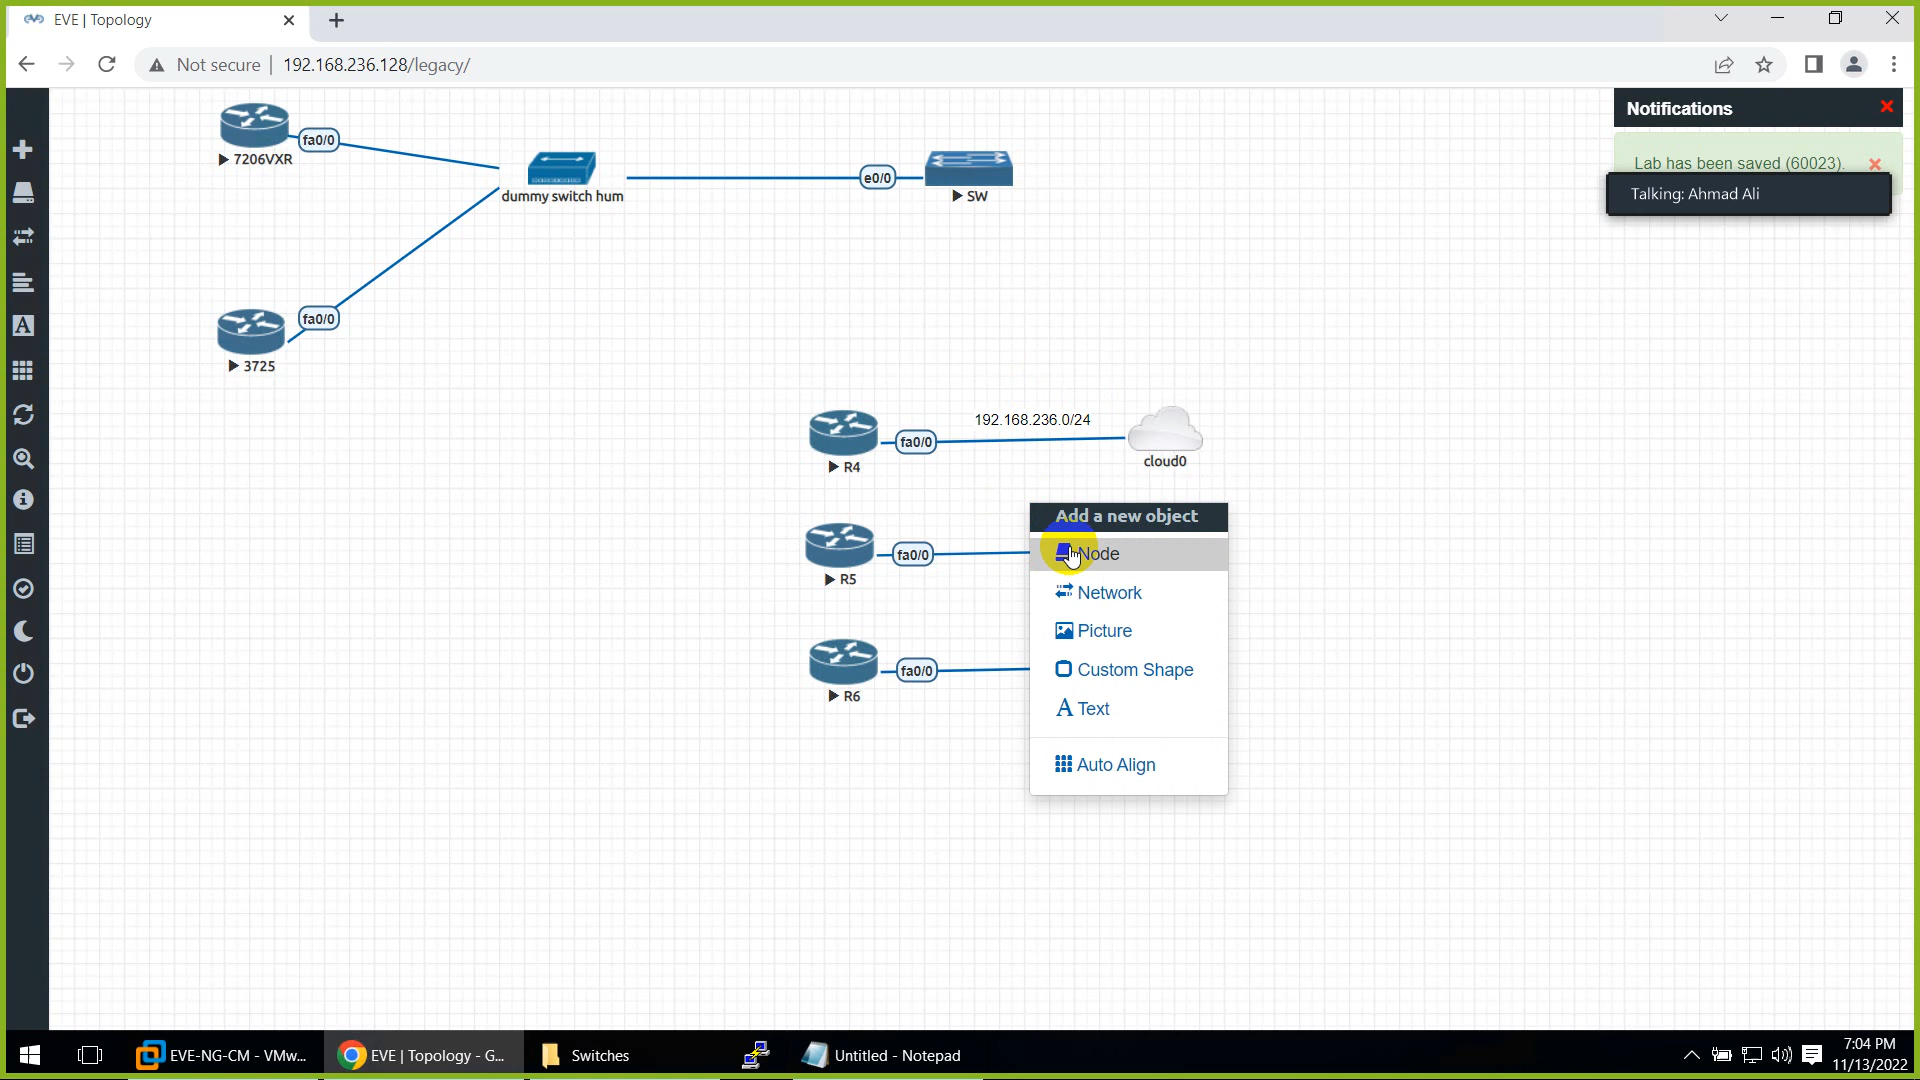 EVE | Topology
Not secure
192.168.236.128/legacy/
Notifications
Lab has been saved (60023).
Talking: Ahmad Ali
7206VXR
fa0/0
dummy switch hum
e0/0
SW
fa0/0
3725
R4
fa0/0
192.168.236.0/24
cloud0
R5
fa0/0
R6
fa0/0
Add a new object
Node
Network
Picture
Custom Shape
A Text
Auto Align
EVE-NG-CM - VMw...
EVE | Topology - G...
Switches
Untitled - Notepad
7:04 PM
11/13/2022